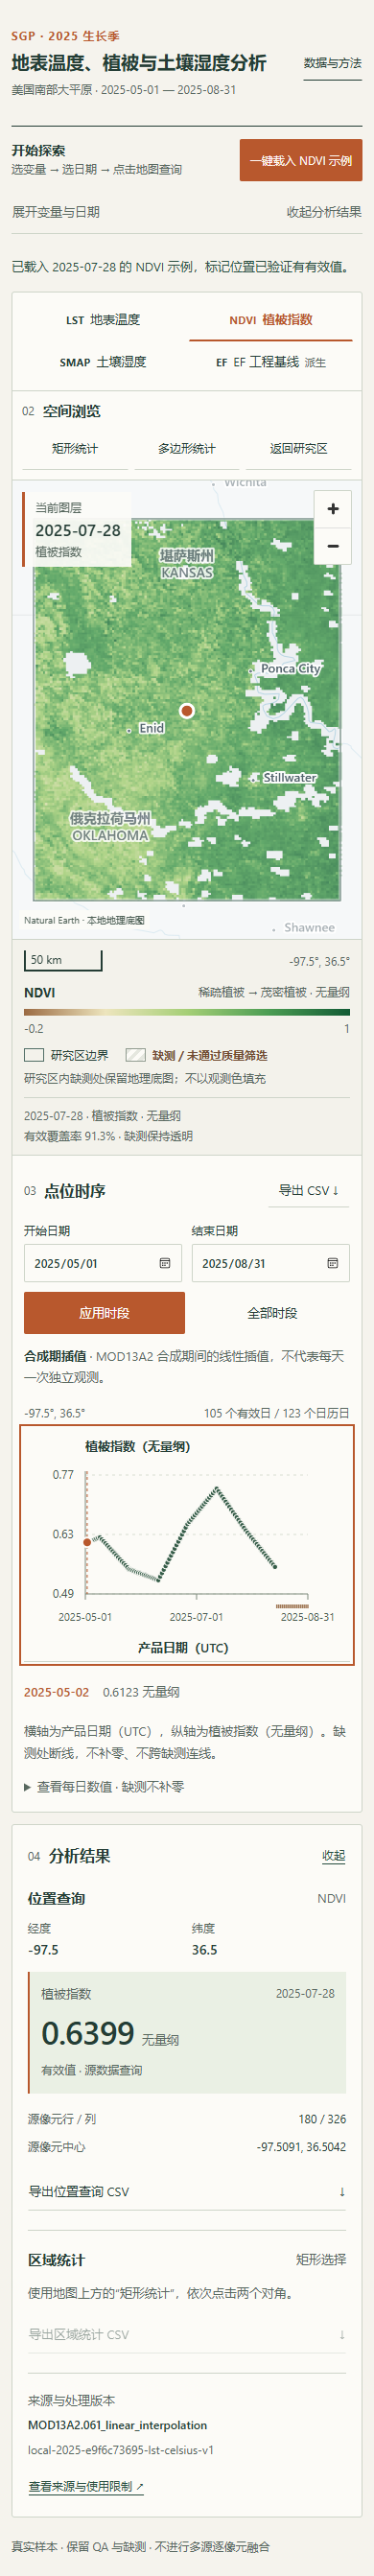 SGP · 2025 生长季
地表温度、植被与土壤湿度分析
数据与方法
美国南部大平原 · 2025-05-01 — 2025-08-31
开始探索
选变量 → 选日期 → 点击地图查询
一键载入 NDVI 示例
展开变量与日期
收起分析结果
已载入 2025-07-28 的 NDVI 示例，标记位置已验证有有效值。
LST 地表温度
NDVI 植被指数
SMAP 土壤湿度
EF EF 工程基线 派生
02 空间浏览
矩形统计
多边形统计
返回研究区
Wichita
当前图层
2025-07-28
植被指数
+
−
堪萨斯州
KANSAS
Ponca City
Enid
Stillwater
俄克拉荷马州
OKLAHOMA
Natural Earth · 本地地理底图
Shawnee
50 km
-97.5°, 36.5°
NDVI
稀疏植被 → 茂密植被 · 无量纲
-0.2
1
研究区边界
缺测 / 未通过质量筛选
研究区内缺测处保留地理底图；不以观测色填充
2025-07-28 · 植被指数 · 无量纲
有效覆盖率 91.3% · 缺测保持透明
03 点位时序
导出 CSV ↓
开始日期
结束日期
2025/05/01
2025/08/31
应用时段
全部时段
合成期插值 · MOD13A2 合成期间的线性插值，不代表每天
一次独立观测。
-97.5°, 36.5°
105 个有效日 / 123 个日历日
植被指数（无量纲）
0.77
0.63
0.49
2025-05-01
2025-07-01
2025-08-31
产品日期（UTC）
2025-05-02 0.6123 无量纲
横轴为产品日期（UTC），纵轴为植被指数（无量纲）。缺
测处断线，不补零、不跨缺测连线。
▶ 查看每日数值 · 缺测不补零
04 分析结果
收起
位置查询
NDVI
经度
纬度
-97.5
36.5
植被指数
2025-07-28
0.6399 无量纲
有效值 · 源数据查询
源像元行 / 列
180 / 326
源像元中心
-97.5091, 36.5042
导出位置查询 CSV ↓
区域统计
矩形选择
使用地图上方的“矩形统计”，依次点击两个对角。
导出区域统计 CSV ↓
来源与处理版本
MOD13A2.061_linear_interpolation
local-2025-e9f6c73695-lst-celsius-v1
查看来源与使用限制 ↗
真实样本 · 保留 QA 与缺测 · 不进行多源逐像元融合